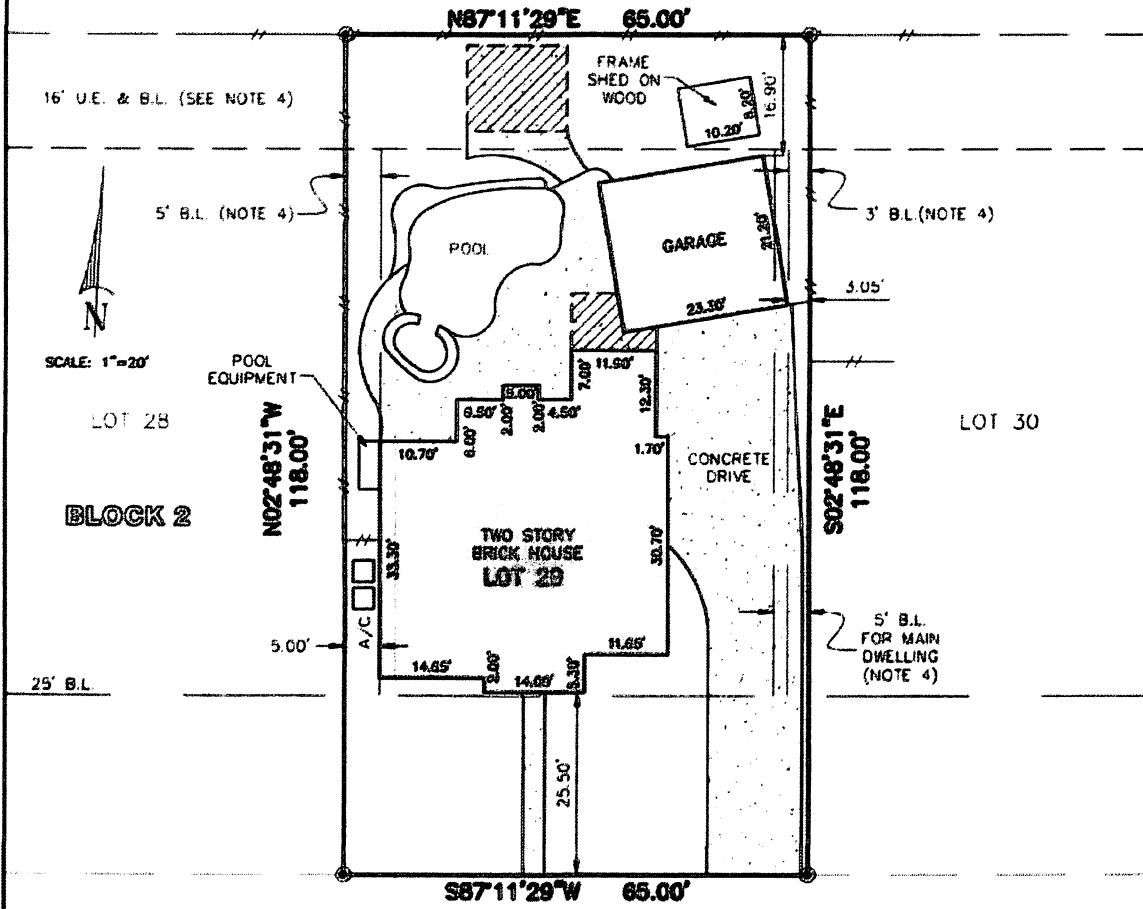 N87°11'29"E 65.00'
16' U.E. & B.L. (SEE NOTE 4)
FRAME
SHED ON
WOOD
8.20'
10.20'
16.90'
5' B.L. (NOTE 4)
3' B.L.(NOTE 4)
POOL
GARAGE
21.20'
23.30'
3.05'
N
SCALE: 1"=20'
POOL
EQUIPMENT
LOT 28
LOT 30
BLOCK 2
N02°48'31"W
118.00'
S02°48'31"E
118.00'
11.90'
7.00'
12.30'
5.00'
6.50'
2.00'
2.00'
4.50'
6.00'
10.70'
1.70'
CONCRETE
DRIVE
TWO STORY
BRICK HOUSE
LOT 29
33.30'
30.70'
A/C
5.00'
14.65'
2.00'
11.65'
5' B.L.
FOR MAIN
DWELLING
(NOTE 4)
25' B.L.
25.50'
S87°11'29"W 65.00'